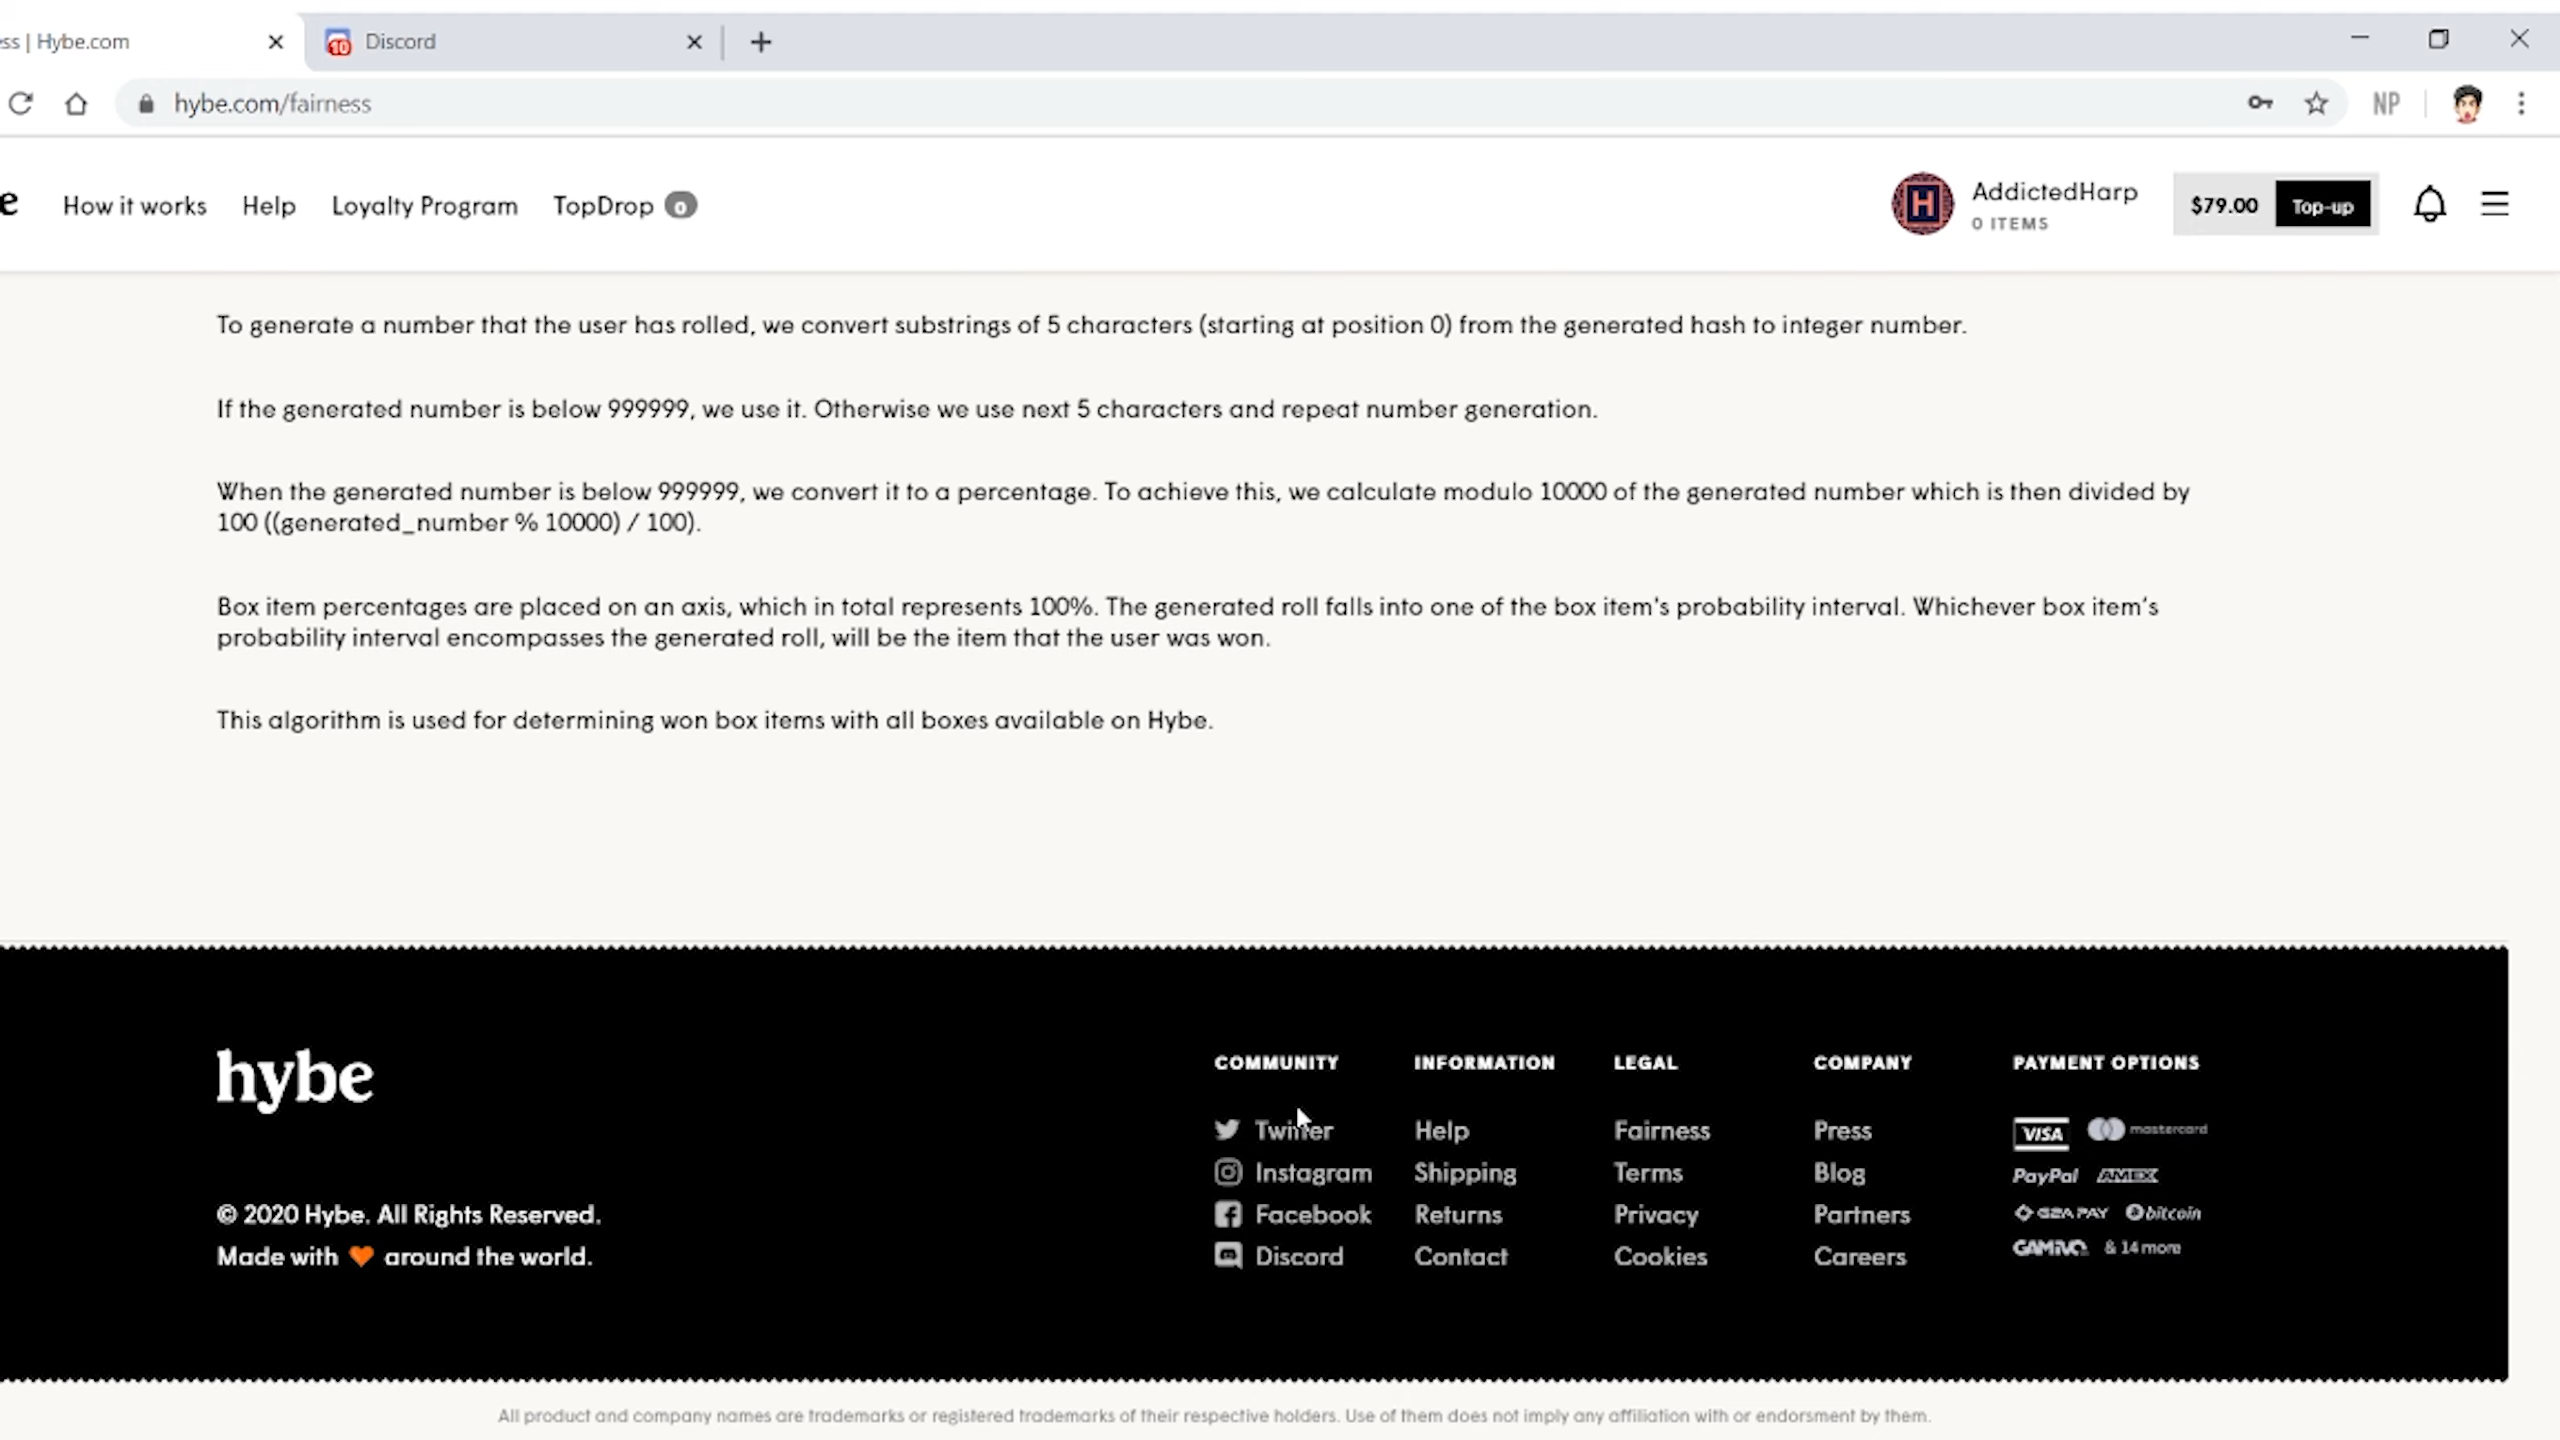 ss | Hybe.com
10
Discord
hybe.com/fairness
NP
e
How it works
Help
Loyalty Program
TopDrop 0
H
AddictedHarp
0 ITEMS
$79.00
Top-up
To generate a number that the user has rolled, we convert substrings of 5 characters (starting at position 0) from the generated hash to integer number.
If the generated number is below 999999, we use it. Otherwise we use next 5 characters and repeat number generation.
When the generated number is below 999999, we convert it to a percentage. To achieve this, we calculate modulo 10000 of the generated number which is then divided by
100 ((generated_number % 10000) / 100).
Box item percentages are placed on an axis, which in total represents 100%. The generated roll falls into one of the box item's probability interval. Whichever box item's
probability interval encompasses the generated roll, will be the item that the user was won.
This algorithm is used for determining won box items with all boxes available on Hybe.
hybe
© 2020 Hybe. All Rights Reserved.
Made with 🧡 around the world.
COMMUNITY
Twitter
Instagram
Facebook
Discord
INFORMATION
Help
Shipping
Returns
Contact
LEGAL
Fairness
Terms
Privacy
Cookies
COMPANY
Press
Blog
Partners
Careers
PAYMENT OPTIONS
VISA mastercard
PayPal AMEX
G2A PAY bitcoin
GAMIVO & 14 more
All product and company names are trademarks or registered trademarks of their respective holders. Use of them does not imply any affiliation with or endorsement by them.